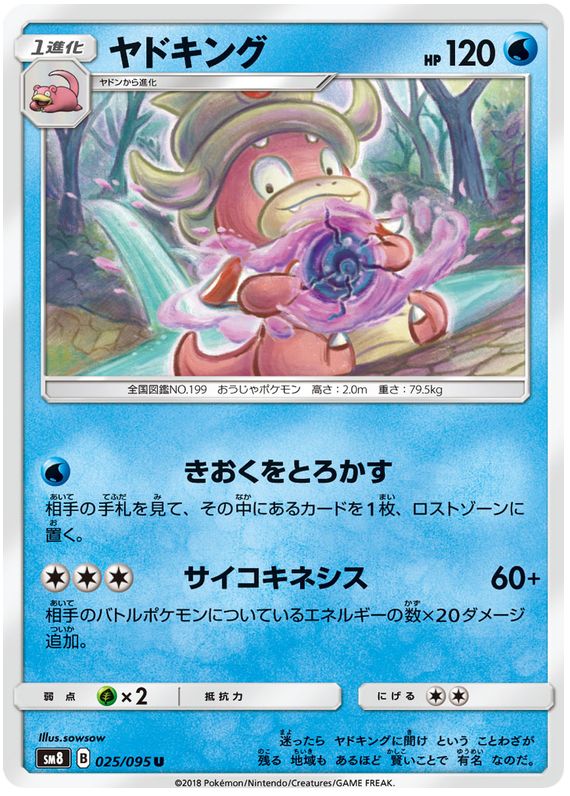 1進化
ヤドキング
HP 120
ヤドンから進化
全国図鑑NO.199 おうじゃポケモン 高さ:2.0m 重さ:79.5kg
きおくをとろかす
相手の手札を見て、その中にあるカードを1枚、ロストゾーンに
置く。
サイコキネシス 60+
相手のバトルポケモンについているエネルギーの数×20ダメージ
追加。
弱点 ×2 抵抗力 にげる
Illus.sowsow
SM8 B 025/095 U
迷ったら ヤドキングに聞け という ことわざが
残る 地域も あるほど 賢いことで 有名 なのだ。
©2018 Pokémon/Nintendo/Creatures/GAME FREAK.